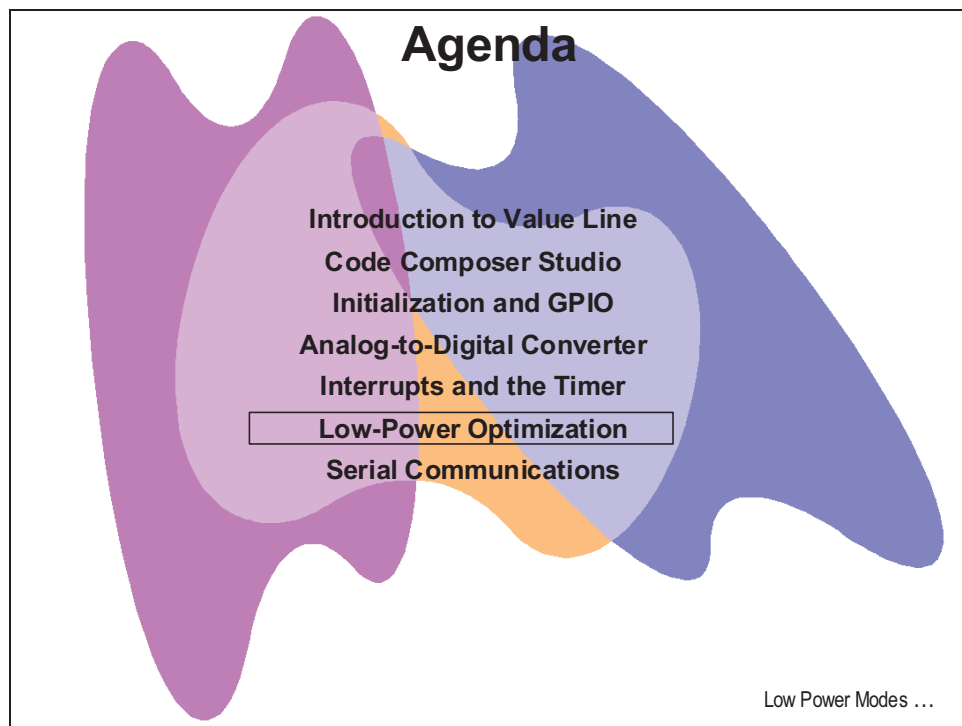 Agenda
Introduction to Value Line
Code Composer Studio
Initialization and GPIO
Analog-to-Digital Converter
Interrupts and the Timer
Low-Power Optimization
Serial Communications
Low Power Modes …